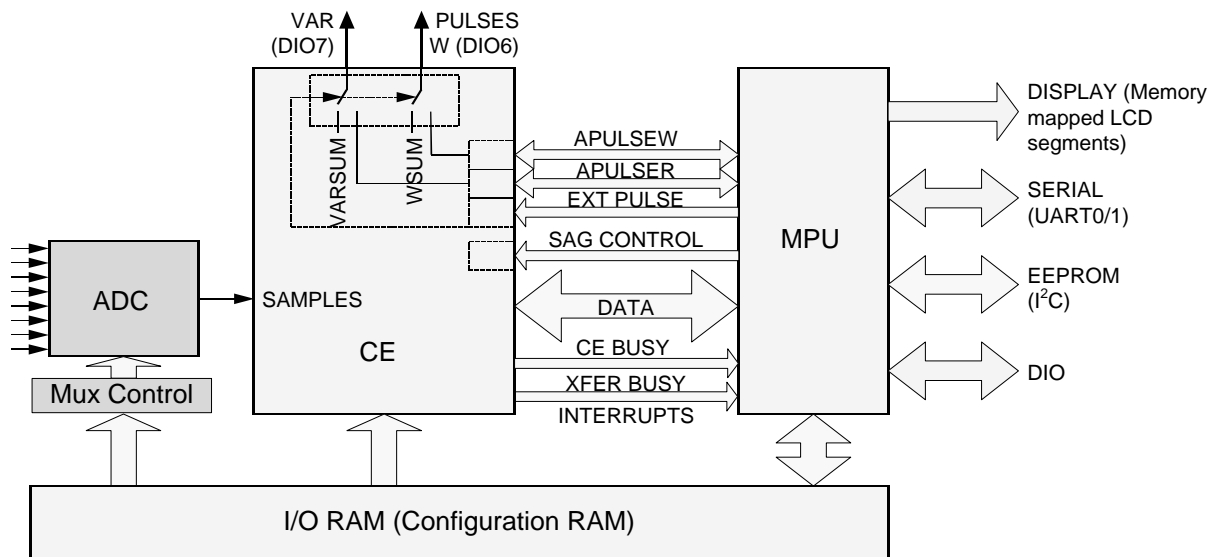 VAR
(DIO7)
PULSES
W (DIO6)
VARSUM
WSUM
APULSEW
APULSER
EXT PULSE
SAG CONTROL
DATA
CE BUSY
XFER BUSY
INTERRUPTS
SAMPLES
CE
ADC
Mux Control
MPU
DISPLAY (Memory
mapped LCD
segments)
SERIAL
(UART0/1)
EEPROM
(I²C)
DIO
I/O RAM (Configuration RAM)